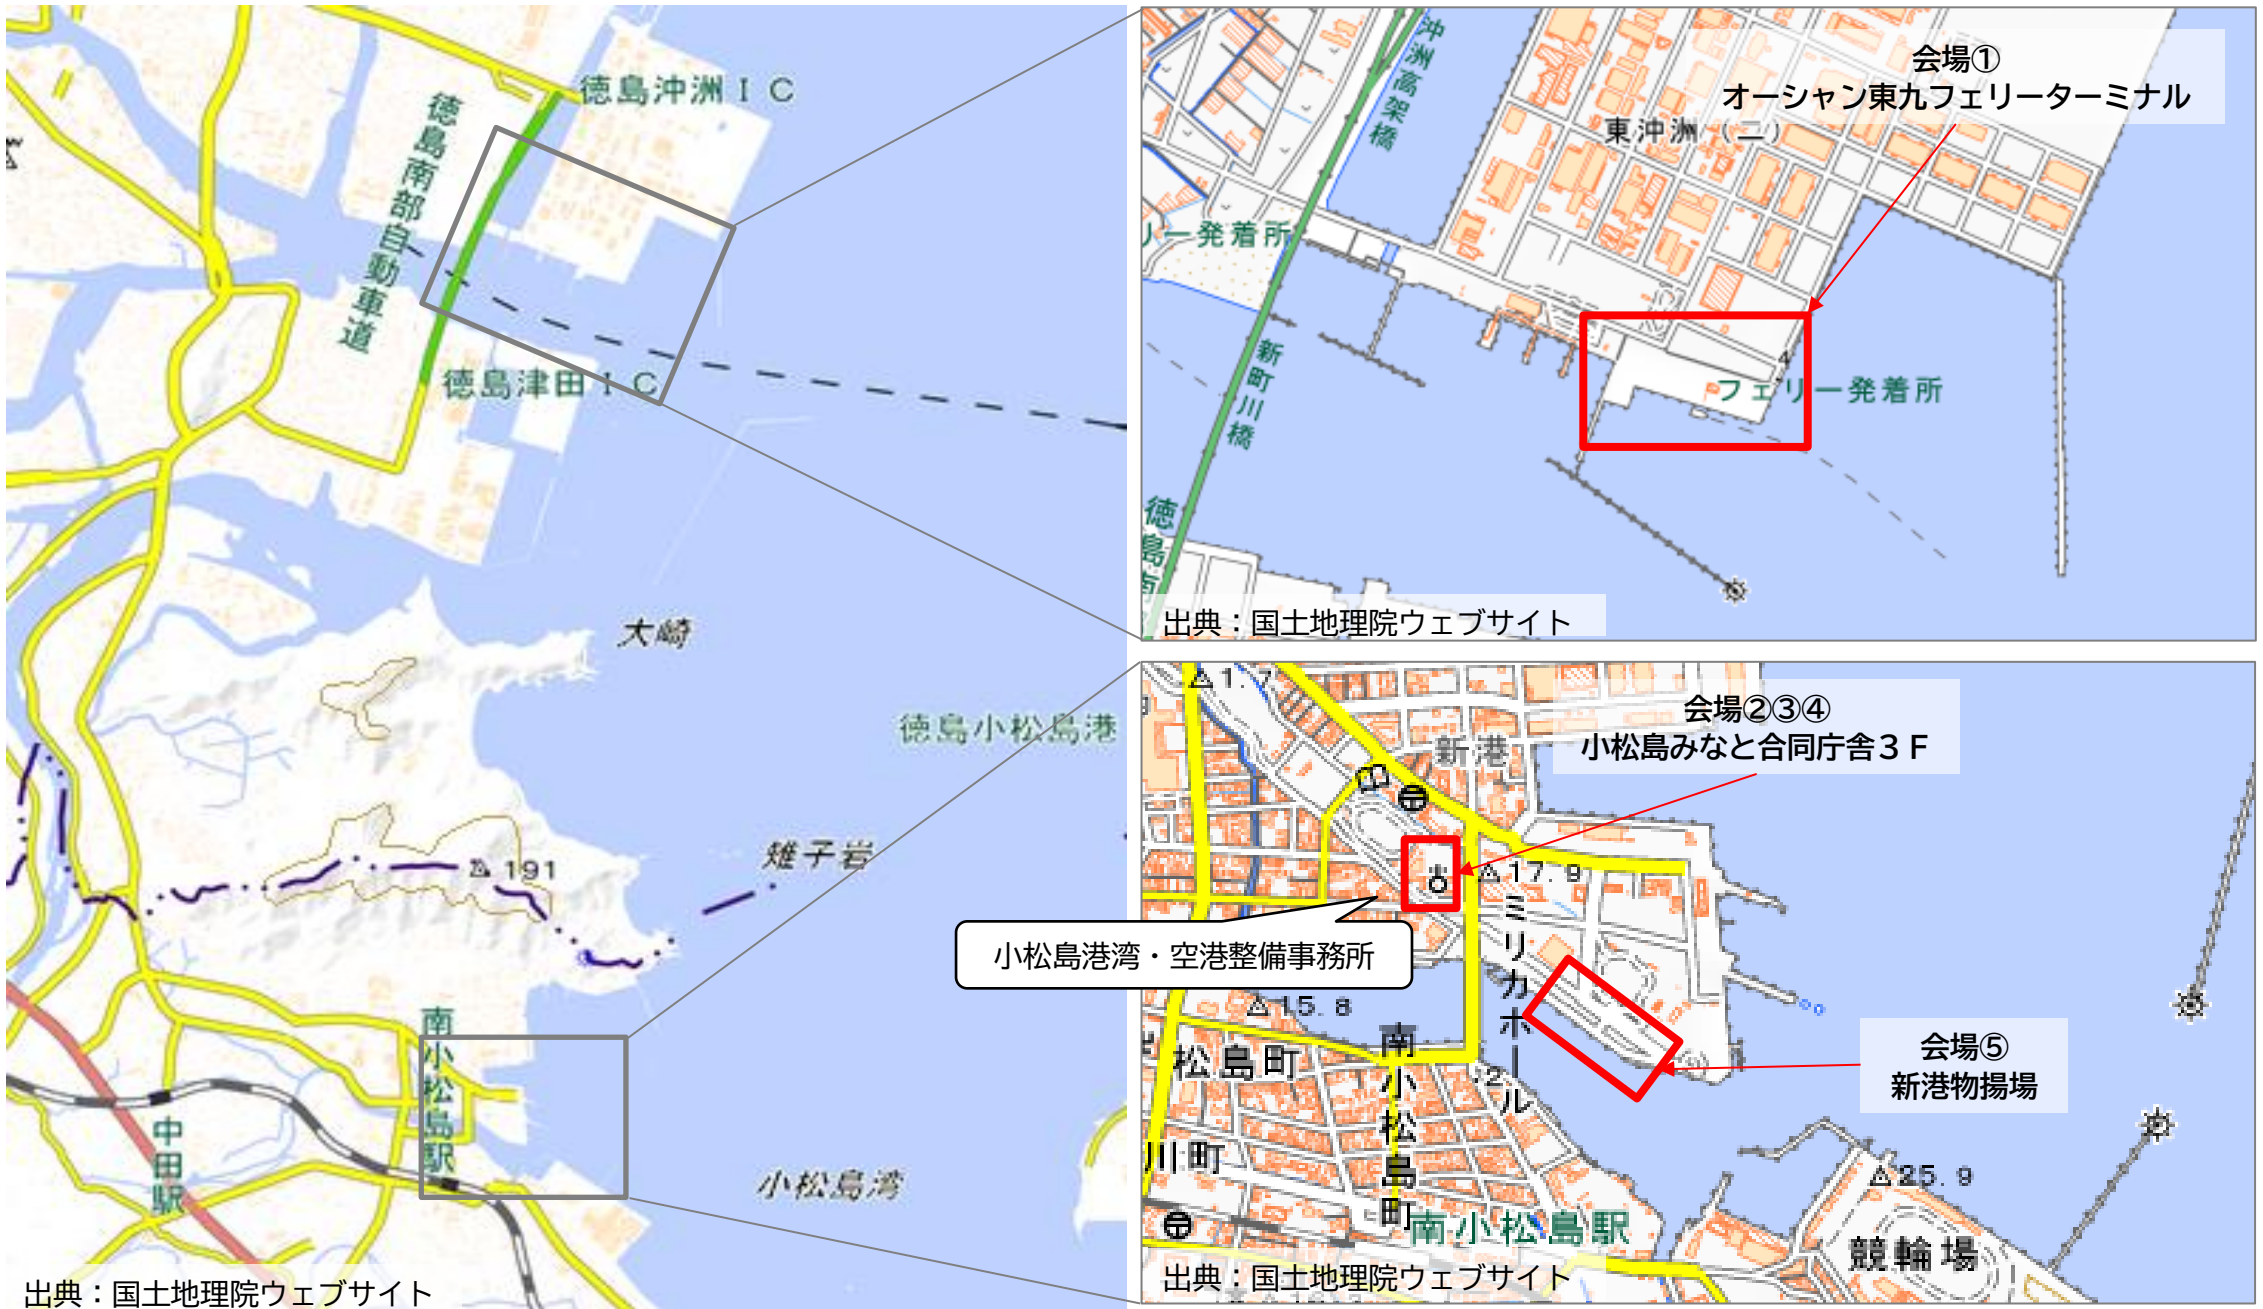 徳島沖洲ＩＣ
徳島南部自動車道
徳島津田ＩＣ
大崎
徳島小松島港
雉子岩
191
南小松島駅
中田駅
小松島湾
出典：国土地理院ウェブサイト
会場①
オーシャン東九フェリーターミナル
沖洲高架橋
東沖洲（二）
リー発着所
新町川橋
4
フェリー発着所
徳島南
出典：国土地理院ウェブサイト
1.7
会場②③④
小松島みなと合同庁舎３Ｆ
新港
17.9
ミリカホール
小松島港湾・空港整備事務所
15.8
会場⑤
新港物揚場
松島町
南小松島町
2
川町
25.9
南小松島駅
競輪場
出典：国土地理院ウェブサイト